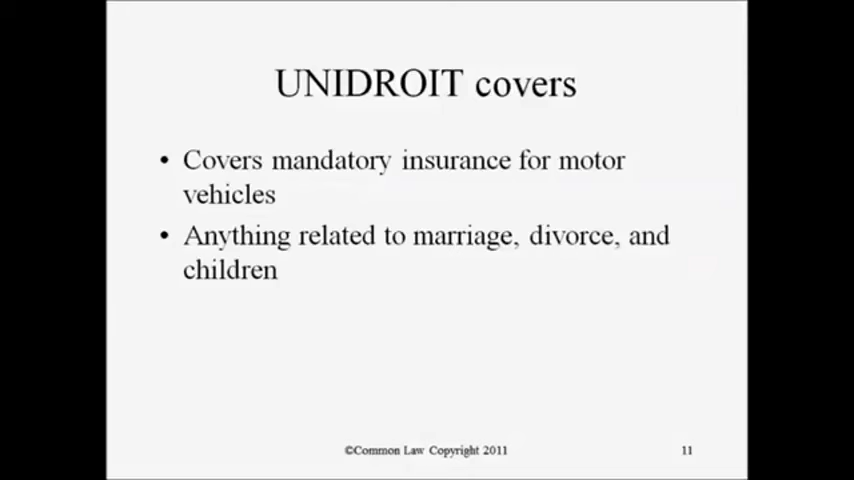 UNIDROIT covers
• Covers mandatory insurance for motor
vehicles
• Anything related to marriage, divorce, and
children
©Common Law Copyright 2011
11